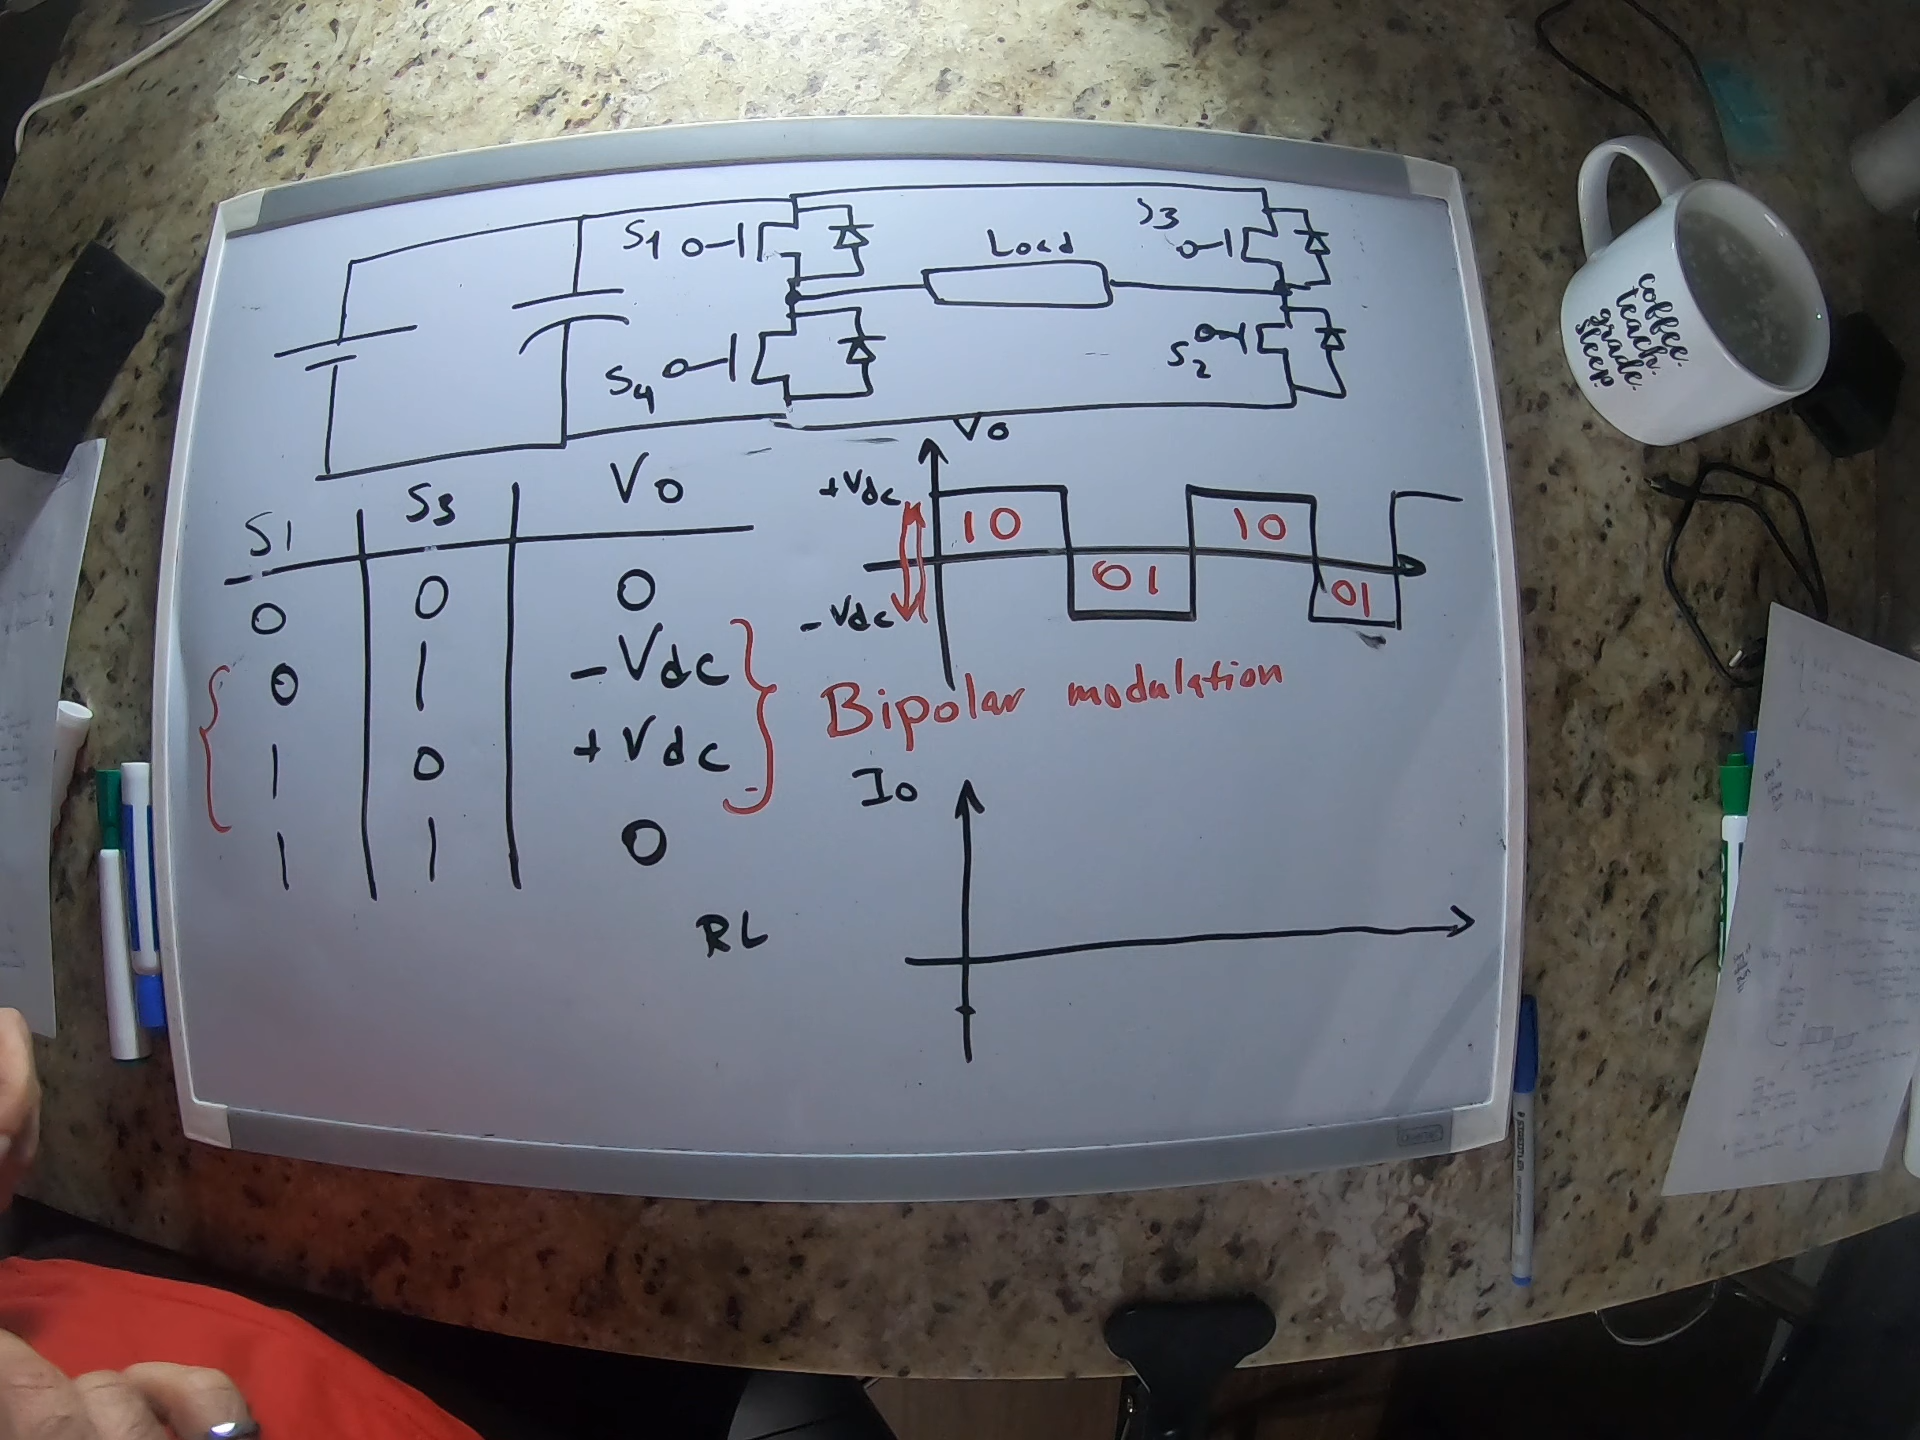 S1
S3
Load
S4
S2
Vo
S1 S3 Vo
0 0 0
0 1 -Vdc
1 0 +Vdc
1 1 0
+Vdc
10 10
01 01
-Vdc
Bipolar modulation
Io
RL
coffee.
teach.
grade.
sleep.
STAEDTLER